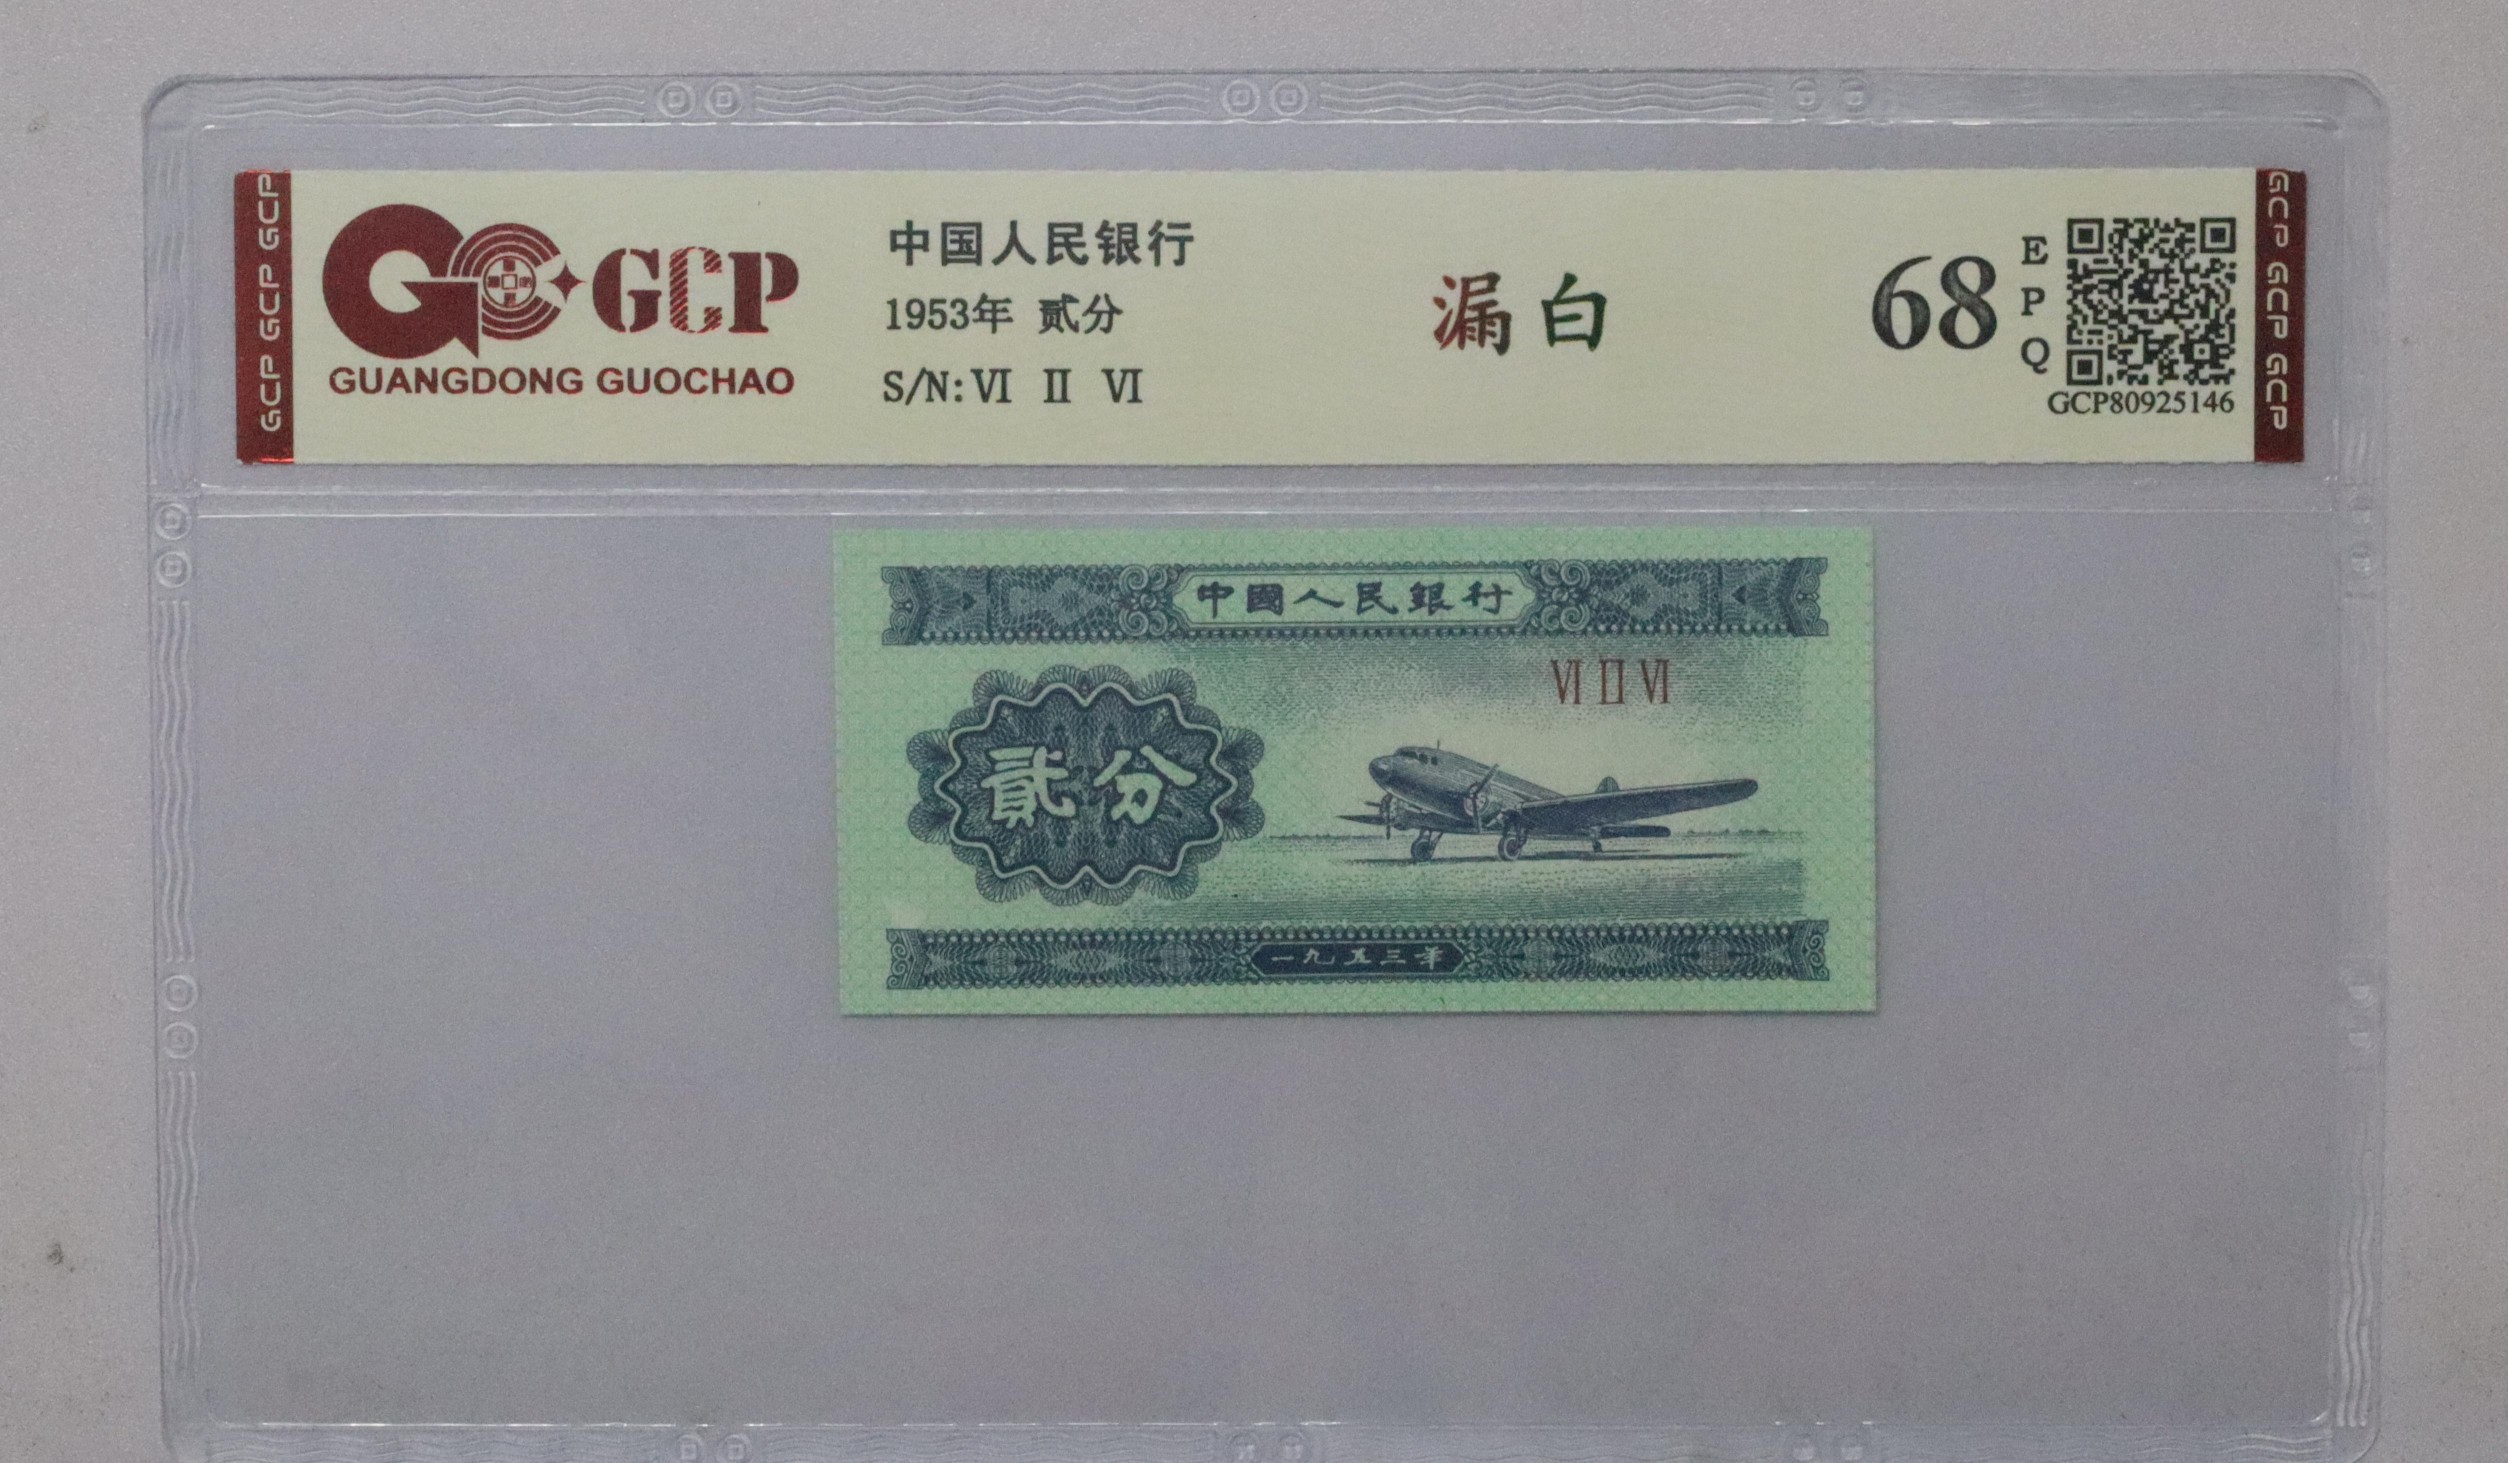 GCP GCP GCP
GCP
GUANGDONG GUOCHAO
中国人民银行
1953年 贰分
S/N: Ⅵ Ⅱ Ⅵ
漏白
68
E
P
Q
GCP80925146
GCP GCP GCP
中國人民銀行
Ⅵ Ⅱ Ⅵ
貳分
一九五三年